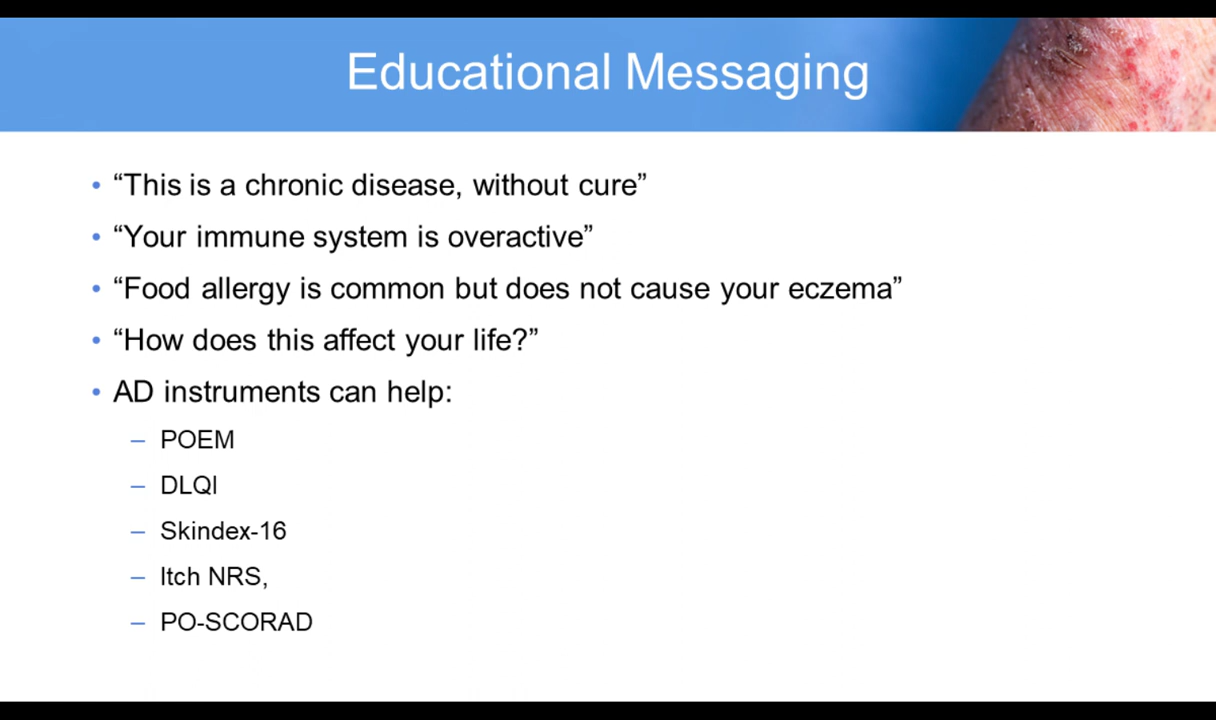 Educational Messaging
• “This is a chronic disease, without cure”
• “Your immune system is overactive”
• “Food allergy is common but does not cause your eczema”
• “How does this affect your life?”
• AD instruments can help:
– POEM
– DLQI
– Skindex-16
– Itch NRS,
– PO-SCORAD